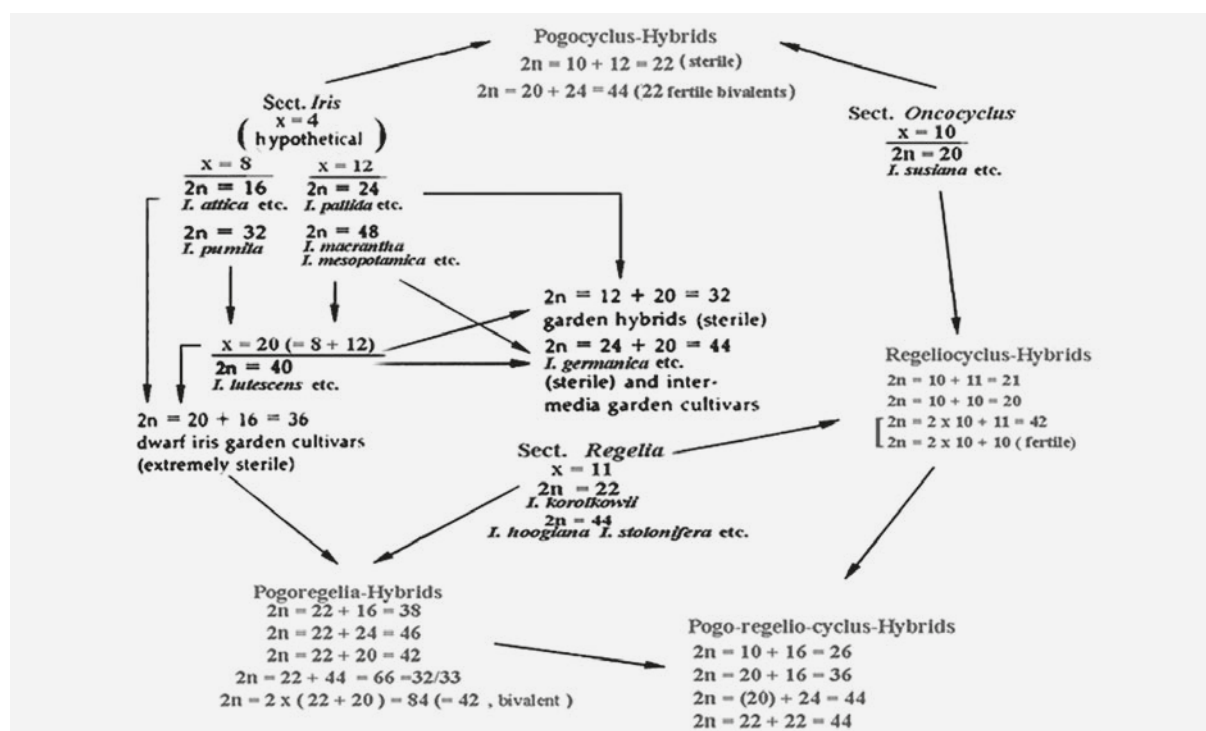 Pogocyclus-Hybrids
2n = 10 + 12 = 22 (sterile)
2n = 20 + 24 = 44 (22 fertile bivalents)
Sect. Iris
x = 4
(hypothetical)
x = 8
2n = 16
I. attica etc.
2n = 32
I. pumila
x = 12
2n = 24
I. pallida etc.
2n = 48
I. macrantha
I. mesopotamica etc.
Sect. Oncocyclus
x = 10
2n = 20
I. susiana etc.
2n = 12 + 20 = 32
garden hybrids (sterile)
2n = 24 + 20 = 44
I. germanica etc.
(sterile) and inter-
media garden cultivars
x = 20 (= 8 + 12)
2n = 40
I. lutescens etc.
2n = 20 + 16 = 36
dwarf iris garden cultivars
(extremely sterile)
Regeliocyclus-Hybrids
2n = 10 + 11 = 21
2n = 10 + 10 = 20
2n = 2 x 10 + 11 = 42
2n = 2 x 10 + 10 (fertile)
Sect. Regelia
x = 11
2n = 22
I. korolkowii
2n = 44
I. hoogiana I. stolonifera etc.
Pogoregelia-Hybrids
2n = 22 + 16 = 38
2n = 22 + 24 = 46
2n = 22 + 20 = 42
2n = 22 + 44 = 66 =32/33
2n = 2 x ( 22 + 20 ) = 84 (= 42 , bivalent )
Pogo-regelio-cyclus-Hybrids
2n = 10 + 16 = 26
2n = 20 + 16 = 36
2n = (20) + 24 = 44
2n = 22 + 22 = 44